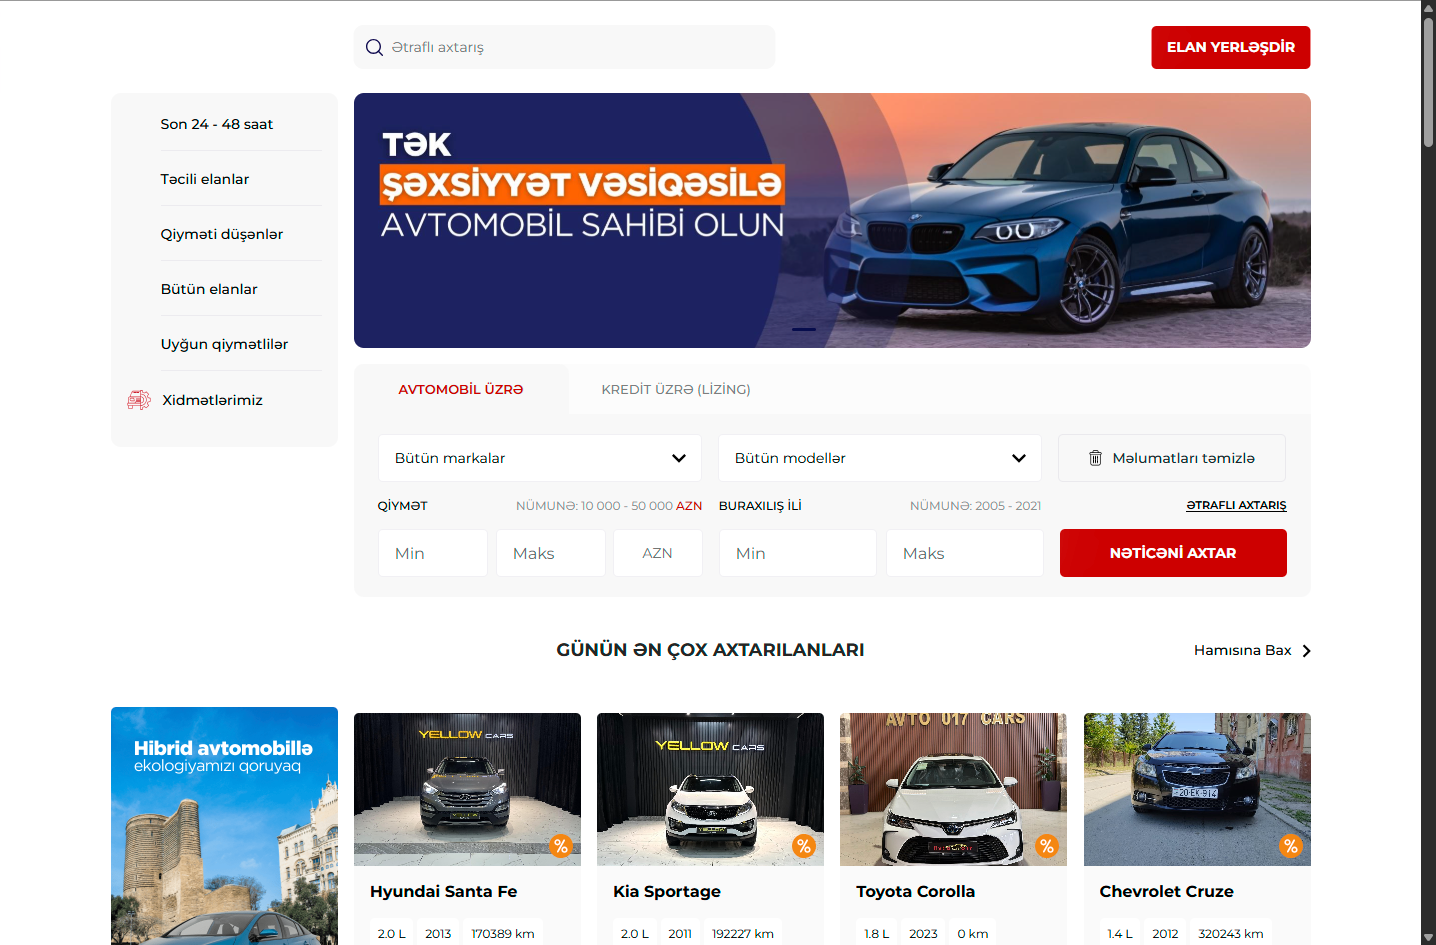 Ətraflı axtarış
ELAN YERLƏŞDİR
Son 24 - 48 saat
Təcili elanlar
Qiyməti düşənlər
Bütün elanlar
Uyğun qiymətlilər
Xidmətlərimiz
TƏK
ŞƏXSİYYƏT VƏSİQƏSİLƏ
AVTOMOBİL SAHİBİ OLUN
AVTOMOBİL ÜZRƏ
KREDİT ÜZRƏ (LİZİNG)
Bütün markalar
Bütün modellər
Məlumatları təmizlə
QİYMƏT
NÜMUNƏ: 10 000 - 50 000 AZN
BURAXILIŞ İLİ
NÜMUNƏ: 2005 - 2021
ƏTRAFLI AXTARIŞ
Min
Maks
AZN
Min
Maks
NƏTİCƏNİ AXTAR
GÜNÜN ƏN ÇOX AXTARILANLARI
Hamısına Bax
Hibrid avtomobillə
ekologiyamızı qoruyaq
YELLOW CARS
%
Hyundai Santa Fe
2.0 L 2013 170389 km
YELLOW CARS
%
Kia Sportage
2.0 L 2011 192227 km
AVTO 017 CARS
%
Toyota Corolla
1.8 L 2023 0 km
20-EK-914
%
Chevrolet Cruze
1.4 L 2012 320243 km